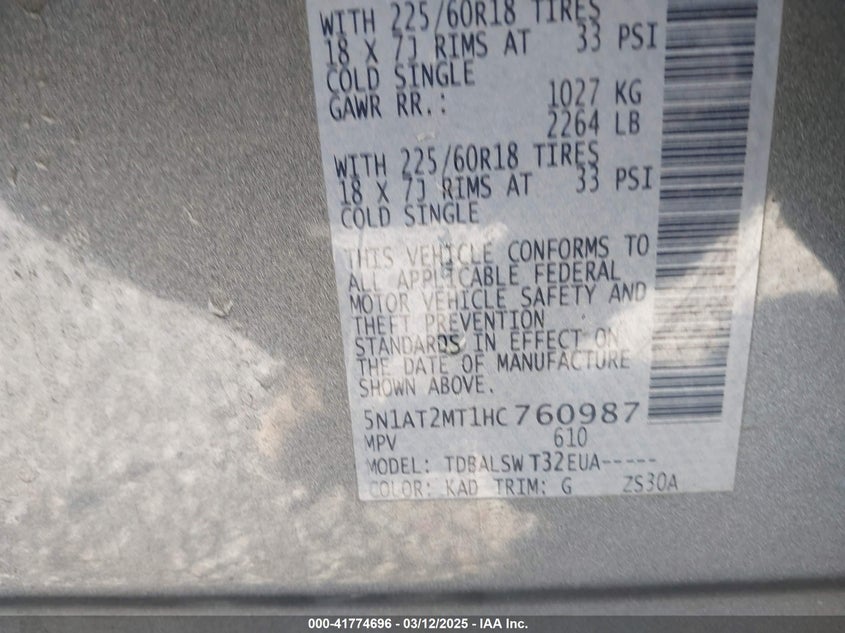 WITH 225/60R18 TIRES
18 X 7J RIMS AT 33 PSI
COLD SINGLE
GAWR RR.: 1027 KG
2264 LB
WITH 225/60R18 TIRES
18 X 7J RIMS AT 33 PSI
COLD SINGLE
THIS VEHICLE CONFORMS TO
ALL APPLICABLE FEDERAL
MOTOR VEHICLE SAFETY AND
THEFT PREVENTION
STANDARDS IN EFFECT ON
THE DATE OF MANUFACTURE
SHOWN ABOVE.
5N1AT2MT1HC760987
MPV 610
MODEL: TDBALSWT32EUA-----
COLOR: KAD TRIM: G ZS30A
000-41774696 - 03/12/2025 - IAA Inc.